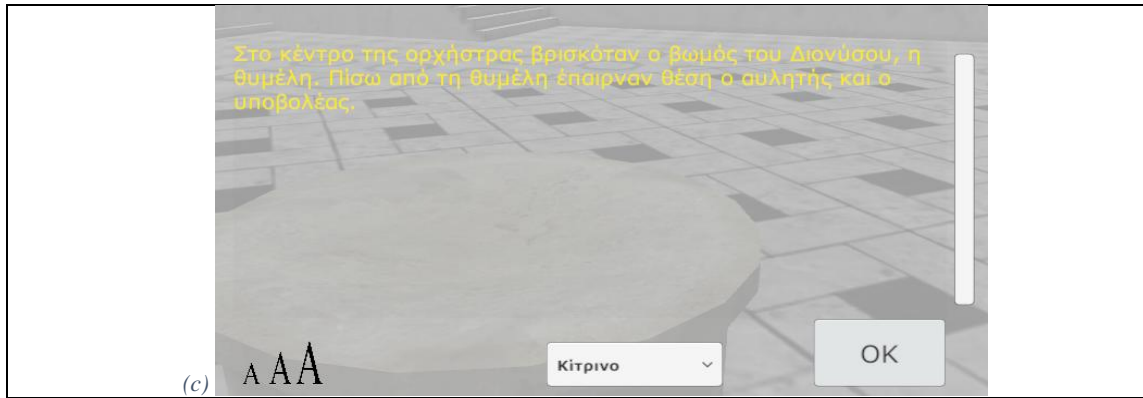 Στο κέντρο της ορχήστρας βρισκόταν ο βωμός του Διονύσου, η
θυμέλη. Πίσω από τη θυμέλη έπαιρναν θέση ο αυλητής και ο
υποβολέας.
(c)
A A A
Κίτρινο
OK